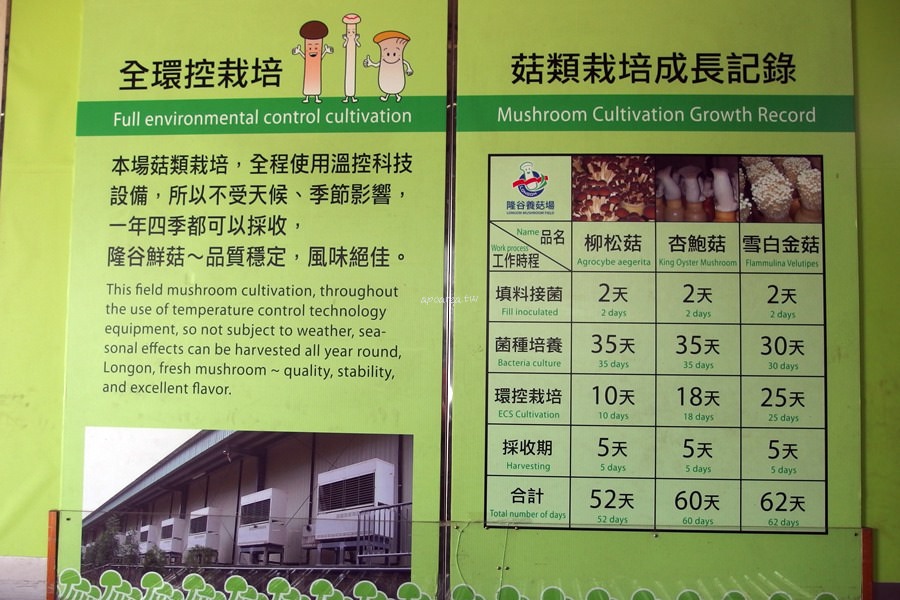 全環控栽培
Full environmental control cultivation
本場菇類栽培，全程使用溫控科技
設備，所以不受天候、季節影響，
一年四季都可以採收，
隆谷鮮菇～品質穩定，風味絕佳。
This field mushroom cultivation, throughout
the use of temperature control technology
equipment, so not subject to weather, sea-
sonal effects can be harvested all year round,
Longon, fresh mushroom ~ quality, stability,
and excellent flavor.
apoarga.tw
菇類栽培成長記錄
Mushroom Cultivation Growth Record
隆谷養菇場
LONGON MUSHROOM FIELD
Name 品名
Work process
工作時程
柳松菇 杏鮑菇 雪白金菇
Agrocybe aegerita King Oyster Mushroom Flammulina Velutipes
填料接菌 2天 2天 2天
Fill inoculated 2 days 2 days 2 days
菌種培養 35天 35天 30天
Bacteria culture 35 days 35 days 30 days
環控栽培 10天 18天 25天
ECS Cultivation 10 days 18 days 25 days
採收期 5天 5天 5天
Harvesting 5 days 5 days 5 days
合計 52天 60天 62天
Total number of days 52 days 60 days 62 days